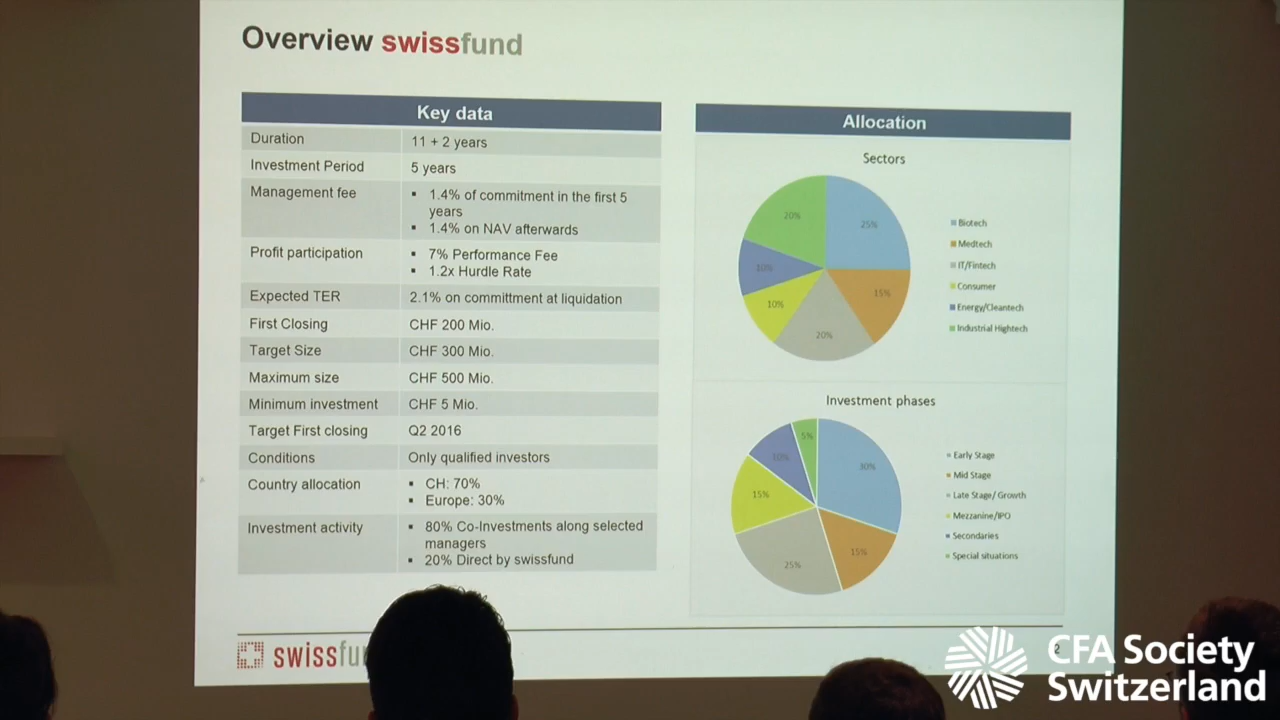 Overview swissfund
Key data
Duration 11 + 2 years
Investment Period 5 years
Management fee ▪ 1.4% of commitment in the first 5
years
▪ 1.4% on NAV afterwards
Profit participation ▪ 7% Performance Fee
▪ 1.2x Hurdle Rate
Expected TER 2.1% on committment at liquidation
First Closing CHF 200 Mio.
Target Size CHF 300 Mio.
Maximum size CHF 500 Mio.
Minimum investment CHF 5 Mio.
Target First closing Q2 2016
Conditions Only qualified investors
Country allocation ▪ CH: 70%
▪ Europe: 30%
Investment activity ▪ 80% Co-Investments along selected
managers
▪ 20% Direct by swissfund
Allocation
Sectors
20%
25%
10%
15%
10%
20%
Biotech
Medtech
IT/Fintech
Consumer
Energy/Cleantech
Industrial Hightech
Investment phases
5%
10%
30%
15%
15%
25%
Early Stage
Mid Stage
Late Stage/ Growth
Mezzanine/IPO
Secondaries
Special situations
swissfu
2
CFA Society
Switzerland